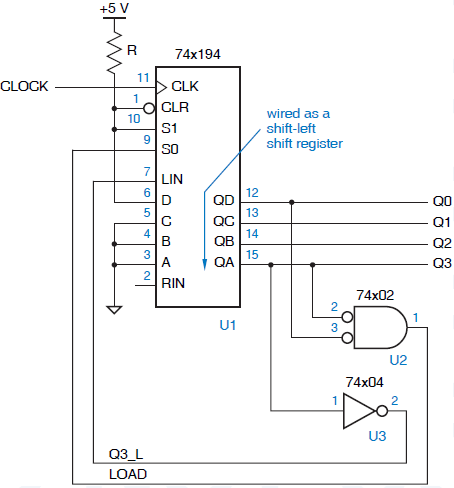 +5 V
R
74x194
CLOCK
11
CLK
1
CLR
10
S1
9
S0
7
LIN
6
D
5
C
4
B
3
A
2
RIN
wired as a
shift-left
shift register
QD
12
Q0
QC
13
Q1
QB
14
Q2
QA
15
Q3
U1
74x02
2
3
1
U2
74x04
1
2
U3
Q3_L
LOAD